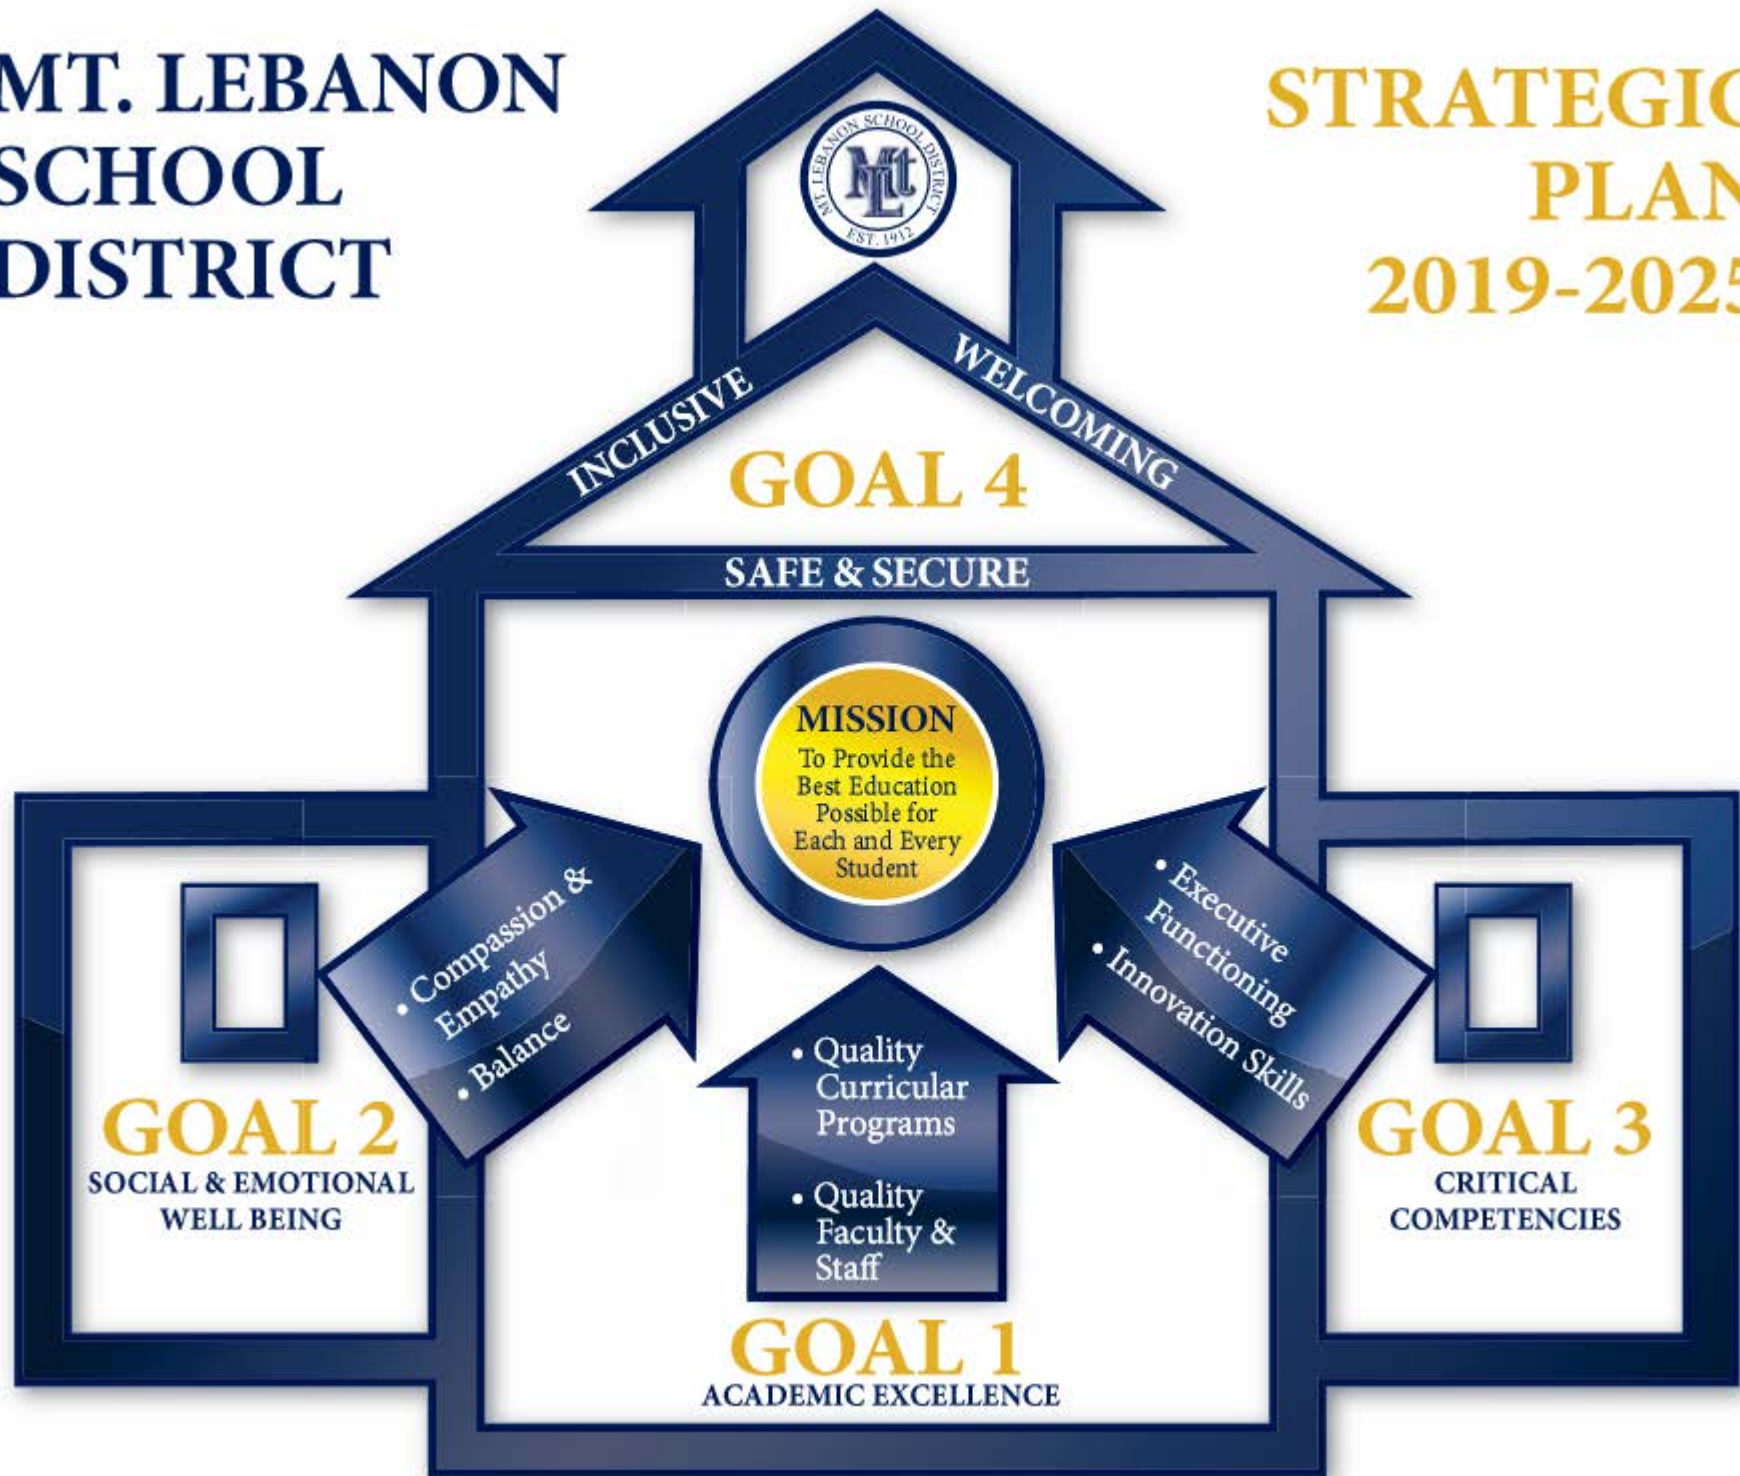 MT. LEBANON
SCHOOL
DISTRICT
STRATEGIC
PLAN
2019-2025
MT. LEBANON SCHOOL DISTRICT
MtL
EST. 1912
INCLUSIVE
WELCOMING
GOAL 4
SAFE & SECURE
MISSION
To Provide the
Best Education
Possible for
Each and Every
Student
• Compassion &
Empathy
• Balance
• Executive
Functioning
• Innovation Skills
• Quality
Curricular
Programs
• Quality
Faculty &
Staff
GOAL 2
SOCIAL & EMOTIONAL
WELL BEING
GOAL 3
CRITICAL
COMPETENCIES
GOAL 1
ACADEMIC EXCELLENCE